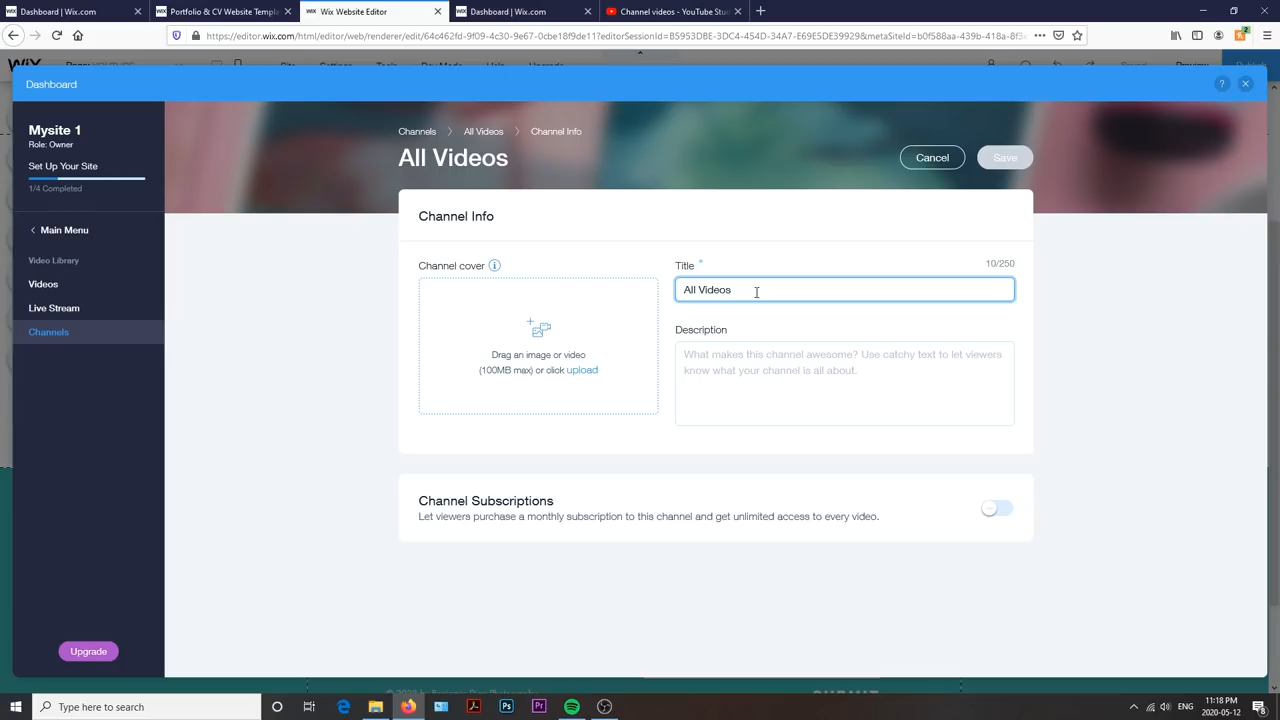 Dashboard | Wix.com
Portfolio & CV Website Templ
Wix Website Editor
Dashboard | Wix.com
Channel videos - YouTube Stu
https://editor.wix.com/html/editor/web/renderer/edit/64c462fd-9f09-4c30-9e67-0cbe18f9de11?editorSessionId=B5953DBE-3DC4-454D-34A7-E69E5DE39929&metaSiteId=b0f588aa-439b-418a-8f3
Dashboard
?
Mysite 1
Role: Owner
Set Up Your Site
1/4 Completed
Main Menu
Video Library
Videos
Live Stream
Channels
Upgrade
Channels > All Videos > Channel Info
All Videos
Cancel
Save
Channel Info
Channel cover
Drag an image or video
(100MB max) or click upload
Title *
10/250
All Videos
Description
What makes this channel awesome? Use catchy text to let viewers
know what your channel is all about.
Channel Subscriptions
Let viewers purchase a monthly subscription to this channel and get unlimited access to every video.
Type here to search
ENG
11:18 PM
2020-05-12
8